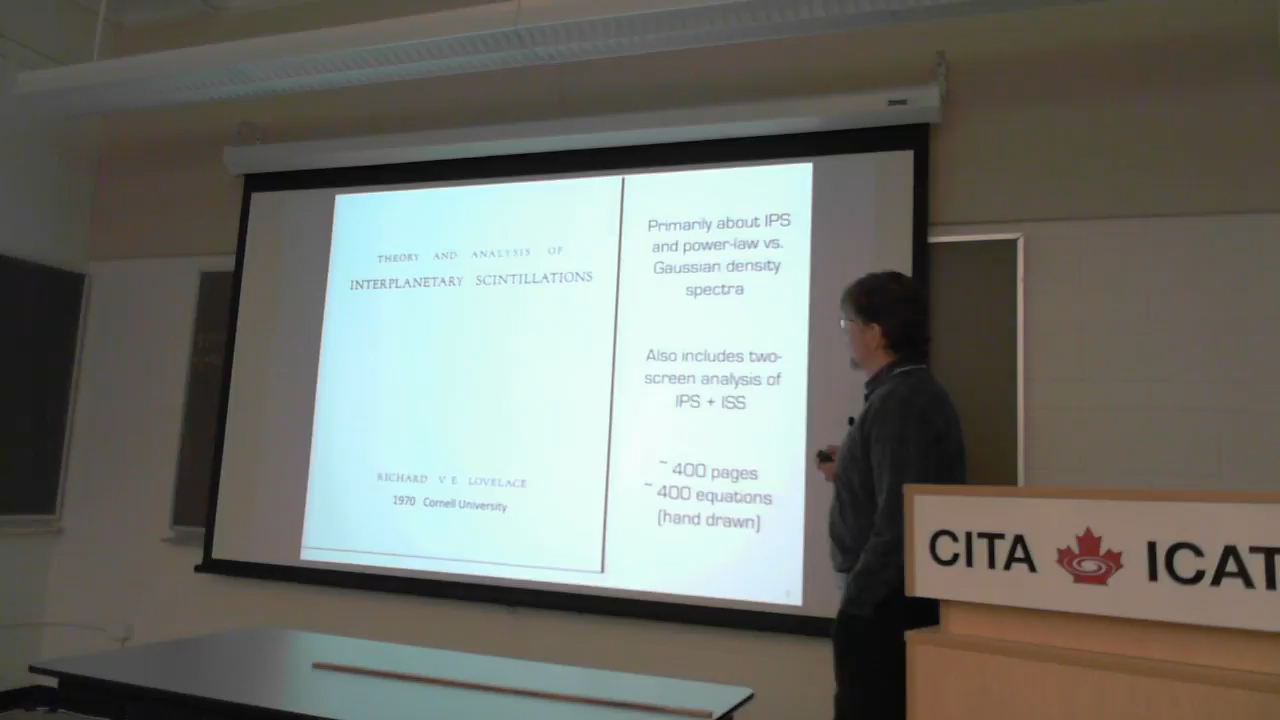 THEORY AND ANALYSIS OF
INTERPLANETARY SCINTILLATIONS
RICHARD V E LOVELACE
1970 Cornell University
Primarily about IPS
and power-law vs.
Gaussian density
spectra
Also includes two-
screen analysis of
IPS + ISS
~ 400 pages
~ 400 equations
(hand drawn)
CITA ICAT